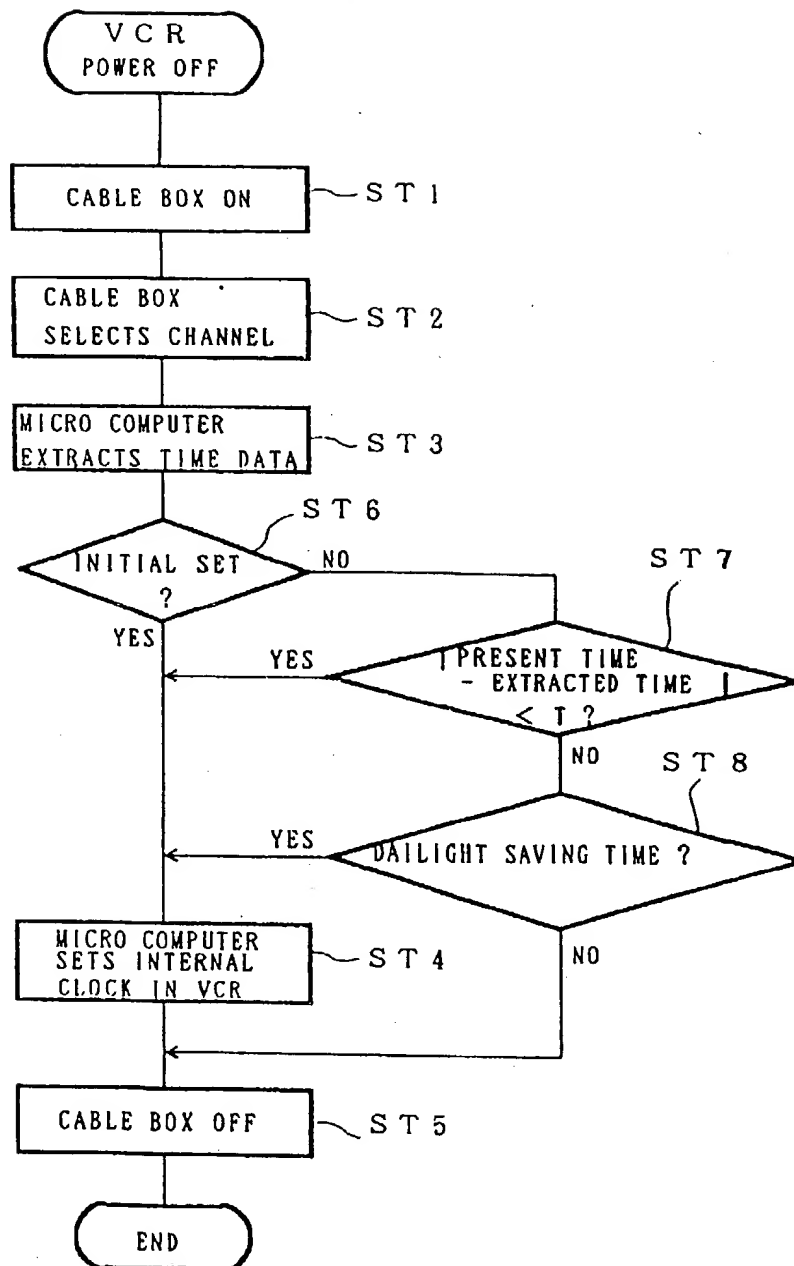 VCR
POWER OFF
CABLE BOX ON
ST1
CABLE BOX
SELECTS CHANNEL
ST2
MICRO COMPUTER
EXTRACTS TIME DATA
ST3
ST6
INITIAL SET
?
NO
YES
ST7
| PRESENT TIME
- EXTRACTED TIME |
< T ?
YES
NO
ST8
DAILIGHT SAVING TIME ?
YES
NO
MICRO COMPUTER
SETS INTERNAL
CLOCK IN VCR
ST4
CABLE BOX OFF
ST5
END